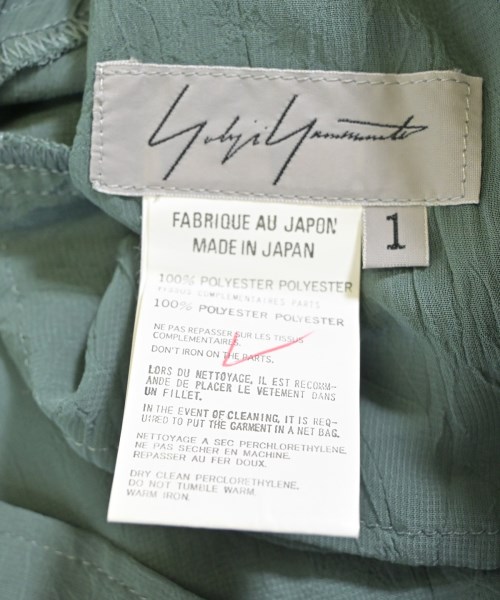 Yohji Yamamoto
1
FABRIQUE AU JAPON
MADE IN JAPAN
100% POLYESTER POLYESTER
COMPLEMENTAIRES PARTS
100% POLYESTER POLYESTER
NE PAS REPASSER SUR LES TISSUS
COMPLEMENTAIRES.
DON'T IRON ON THE PARTS.
LORS DU NETTOYAGE, IL EST RECOMM-
ANDE DE PLACER LE VETEMENT DANS
UN FILLET.
IN THE EVENT OF CLEANING, IT IS REQ-
UIRED TO PUT THE GARMENT IN A NET BAG.
NETTOYAGE A SEC PERCHLORETHYLENE,
NE PAS SECHER EN MACHINE.
REPASSER AU FER DOUX.
DRY CLEAN PERCLORETHYLENE,
DO NOT TUMBLE WARM.
WARM IRON.